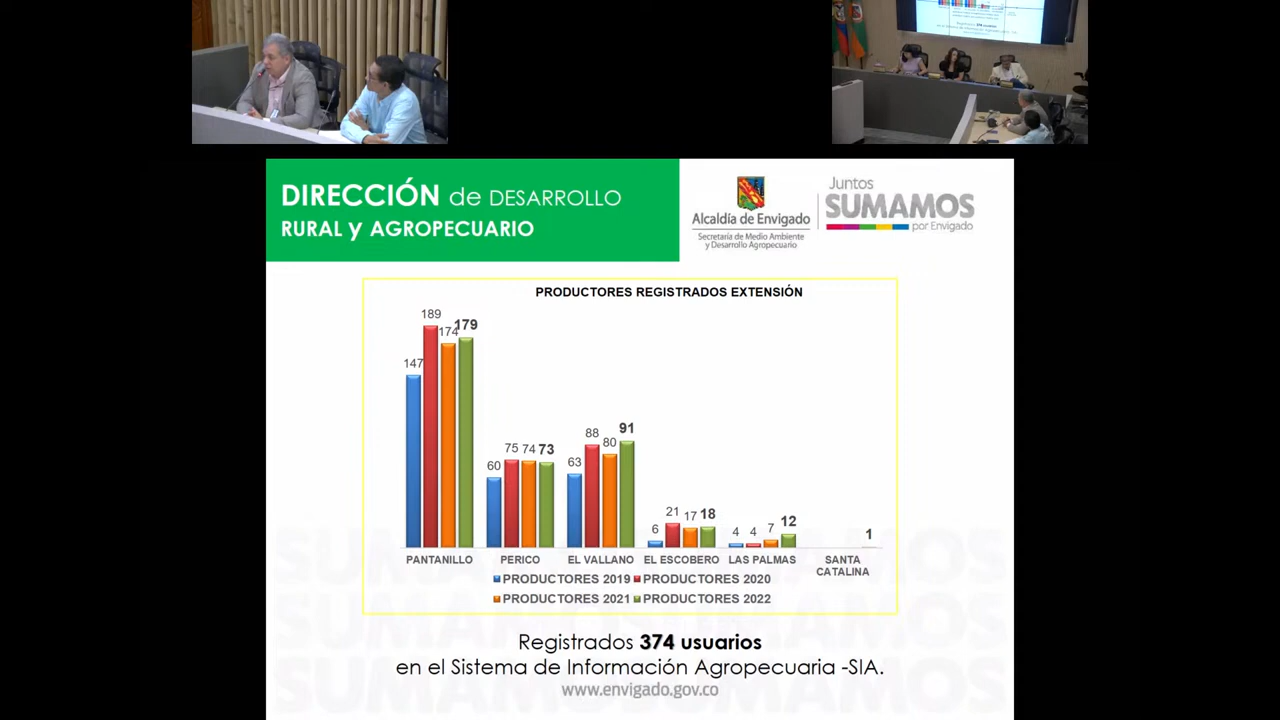 DIRECCIÓN de DESARROLLO
RURAL y AGROPECUARIO
Alcaldía de Envigado
Secretaría de Medio Ambiente
y Desarrollo Agropecuario
Juntos
SUMAMOS
por Envigado
PRODUCTORES REGISTRADOS EXTENSIÓN
147 189 174 179
60 75 74 73
63 88 80 91
6 21 17 18
4 4 7 12
1
PANTANILLO PERICO EL VALLANO EL ESCOBERO LAS PALMAS SANTA CATALINA
PRODUCTORES 2019 PRODUCTORES 2020
PRODUCTORES 2021 PRODUCTORES 2022
Registrados 374 usuarios
en el Sistema de Información Agropecuaria -SIA.
www.envigado.gov.co
SUMAMOSSUMAMOS
SUMAMOSSUMAMOS
SUMAMOSSUMAMOS